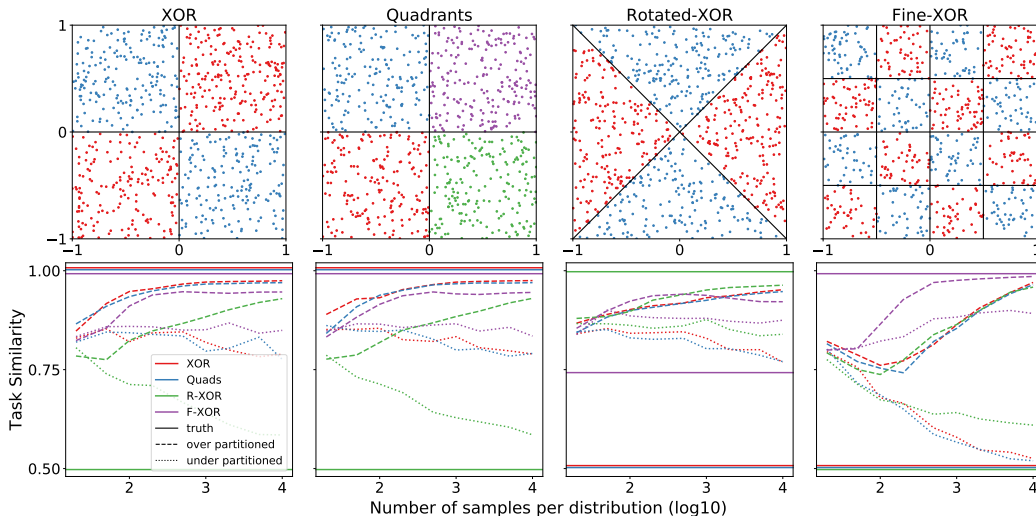 XOR
Quadrants
Rotated-XOR
Fine-XOR
1
0
−1
−1 0 1
−1 0 1
−1 0 1
−1 0 1
Task Similarity
1.00
0.75
0.50
XOR
Quads
R-XOR
F-XOR
truth
over partitioned
under partitioned
2 3 4
2 3 4
2 3 4
2 3 4
Number of samples per distribution (log10)